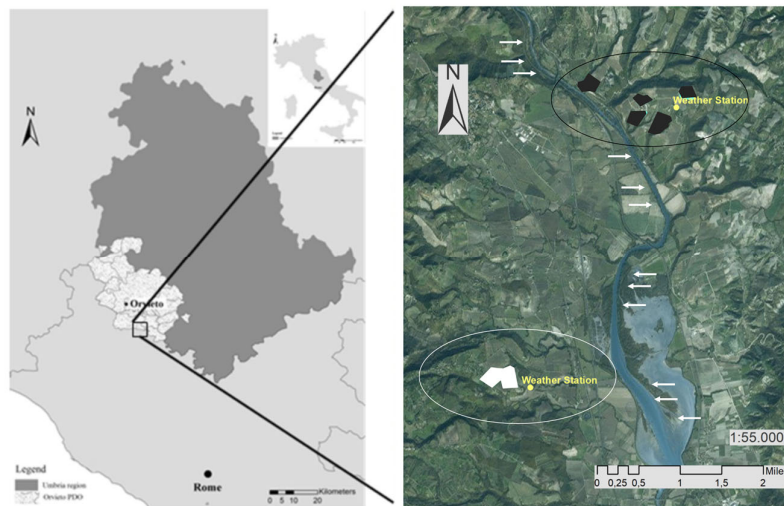 N
N
Weather Station
Orvieto
Weather Station
1:55.000
Legend
Umbria region
Orvieto PDO
Rome
Kilometers
0 5 10 20
Mile
0 0,25 0,5 1 1,5 2